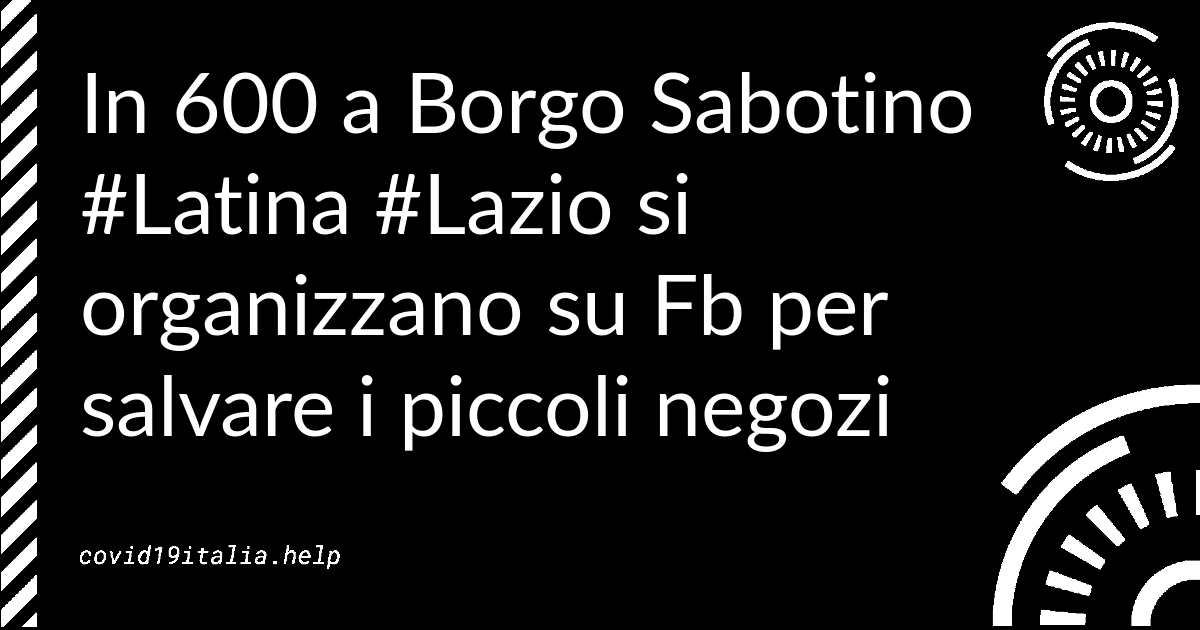 In 600 a Borgo Sabotino
#Latina #Lazio si
organizzano su Fb per
salvare i piccoli negozi
covid19italia.help